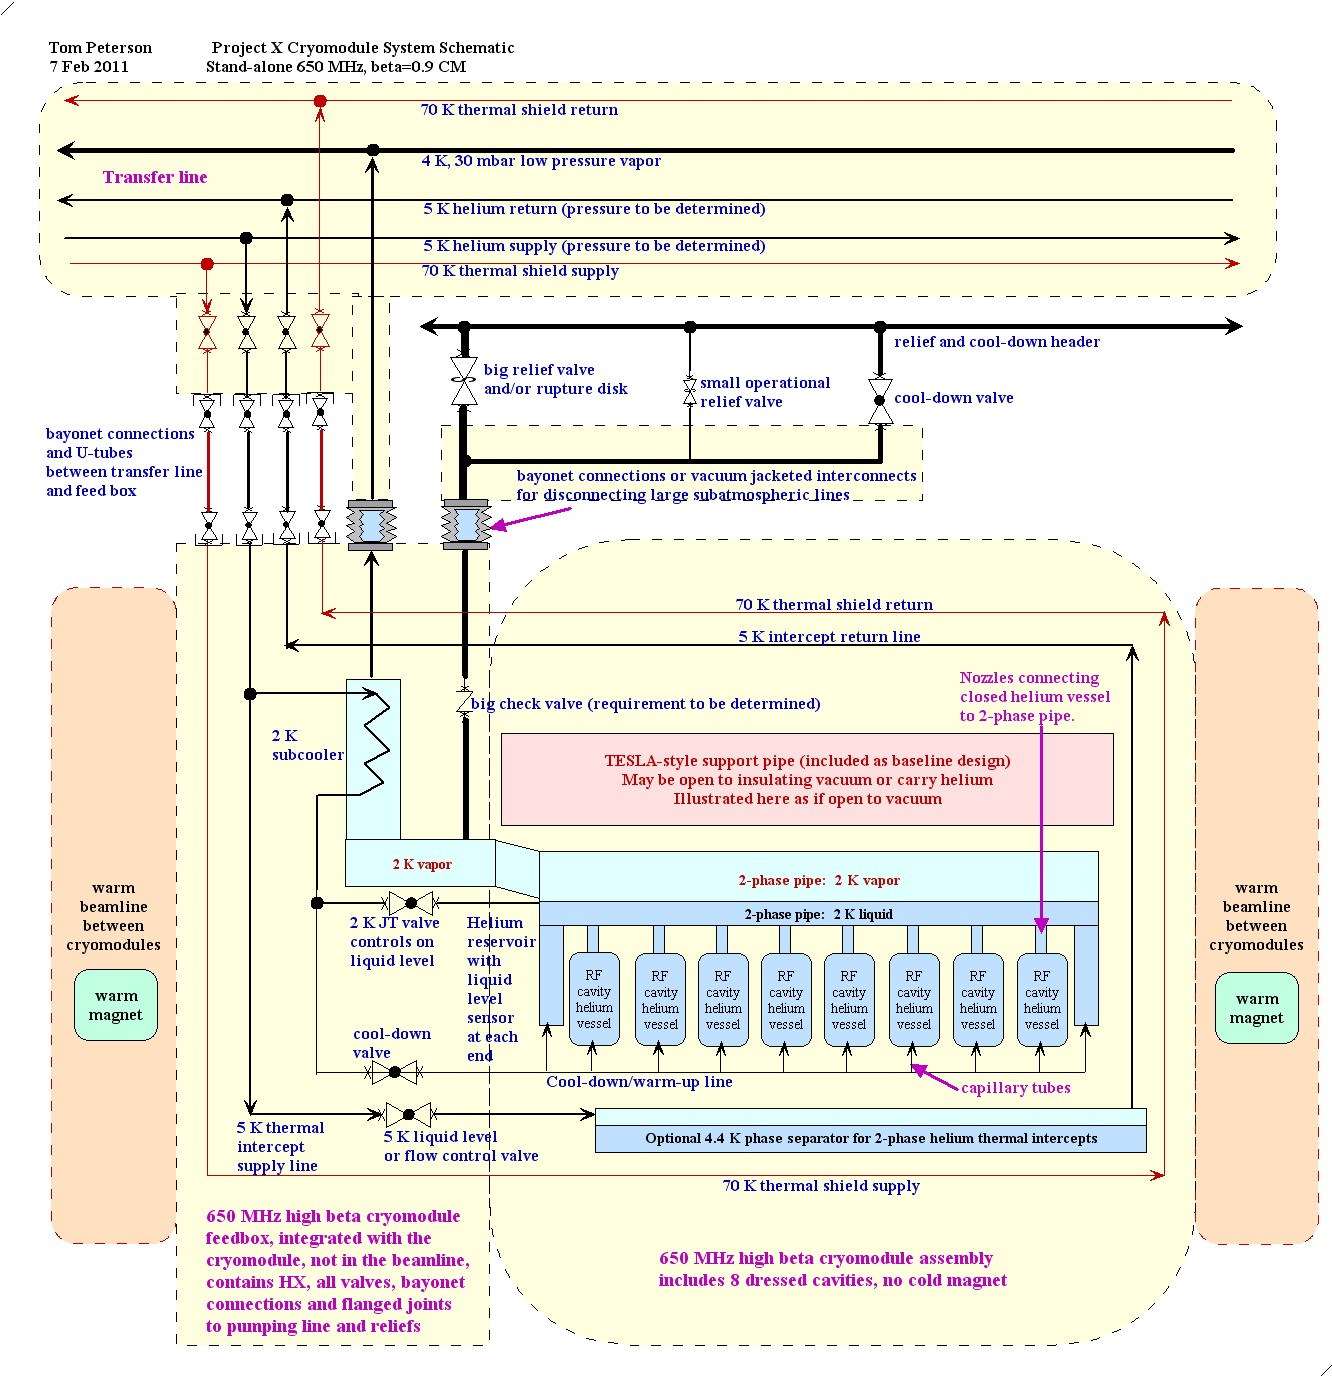 Tom Peterson
7 Feb 2011
Project X Cryomodule System Schematic
Stand-alone 650 MHz, beta=0.9 CM
70 K thermal shield return
4 K, 30 mbar low pressure vapor
Transfer line
5 K helium return (pressure to be determined)
5 K helium supply (pressure to be determined)
70 K thermal shield supply
relief and cool-down header
big relief valve
and/or rupture disk
small operational
relief valve
cool-down valve
bayonet connections
and U-tubes
between transfer line
and feed box
bayonet connections or vacuum jacketed interconnects
for disconnecting large subatmospheric lines
70 K thermal shield return
5 K intercept return line
Nozzles connecting
closed helium vessel
to 2-phase pipe.
big check valve (requirement to be determined)
2 K
subcooler
TESLA-style support pipe (included as baseline design)
May be open to insulating vacuum or carry helium
Illustrated here as if open to vacuum
2 K vapor
2-phase pipe:  2 K vapor
2-phase pipe:  2 K liquid
warm
beamline
between
cryomodules
warm
magnet
2 K JT valve
controls on
liquid level
Helium
reservoir
with
liquid
level
sensor
at each
end
RF
cavity
helium
vessel
RF
cavity
helium
vessel
RF
cavity
helium
vessel
RF
cavity
helium
vessel
RF
cavity
helium
vessel
RF
cavity
helium
vessel
RF
cavity
helium
vessel
RF
cavity
helium
vessel
warm
beamline
between
cryomodules
warm
magnet
cool-down
valve
Cool-down/warm-up line
capillary tubes
5 K thermal
intercept
supply line
5 K liquid level
or flow control valve
Optional 4.4 K phase separator for 2-phase helium thermal intercepts
70 K thermal shield supply
650 MHz high beta cryomodule
feedbox, integrated with the
cryomodule, not in the beamline,
contains HX, all valves, bayonet
connections and flanged joints
to pumping line and reliefs
650 MHz high beta cryomodule assembly
includes 8 dressed cavities, no cold magnet